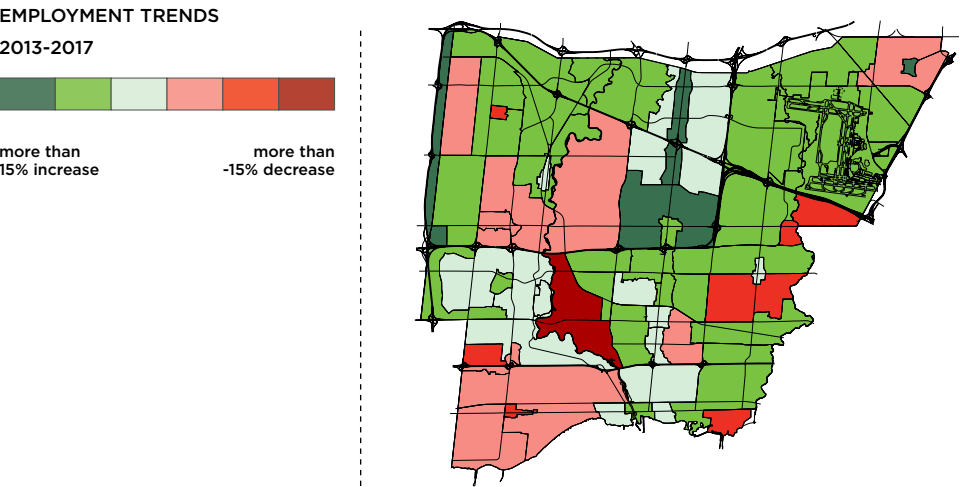 EMPLOYMENT TRENDS
2013-2017
more than
15% increase
more than
-15% decrease